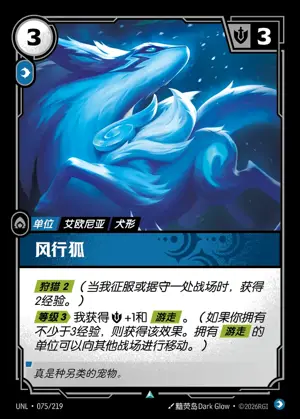 3
3
单位 艾欧尼亚 犬形
风行狐
狩猎 2 (当我征服或据守一处战场时,获得
2经验。)
等级 3 我获得 +1和 游走 。(如果你拥有
不少于3经验,则获得该效果。拥有 游走 的
单位可以向其他战场进行移动。)
真是种另类的宠物。
UNL • 075/219
黯荧岛Dark Glow • ©2026RGI